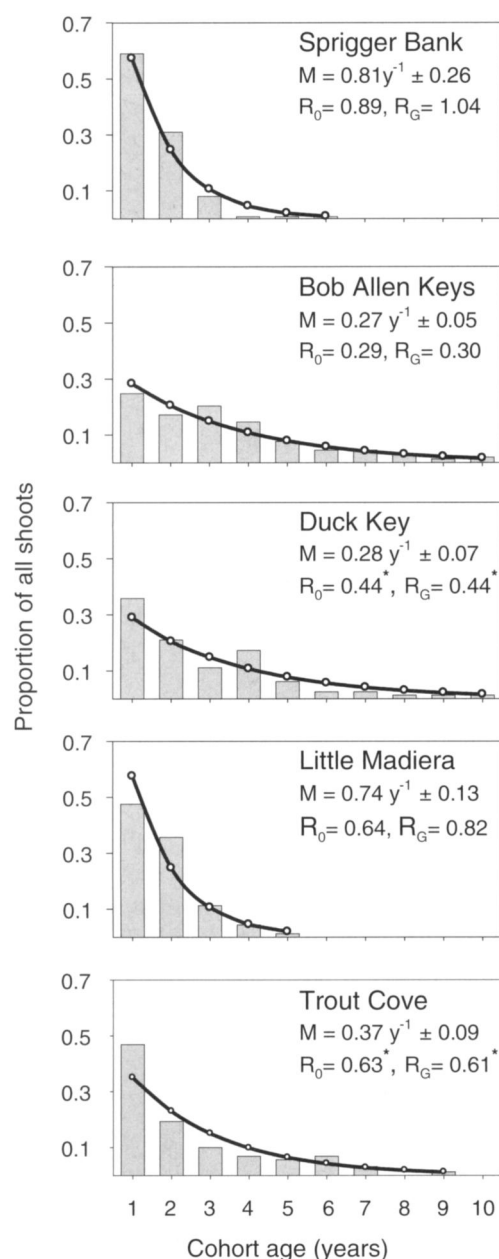 Proportion of all shoots
0.7
0.5
0.3
0.1
Sprigger Bank
M = 0.81y⁻¹ ± 0.26
R₀= 0.89, R_G= 1.04
0.7
0.5
0.3
0.1
Bob Allen Keys
M = 0.27 y⁻¹ ± 0.05
R₀= 0.29, R_G= 0.30
0.7
0.5
0.3
0.1
Duck Key
M = 0.28 y⁻¹ ± 0.07
R₀= 0.44*, R_G= 0.44*
0.7
0.5
0.3
0.1
Little Madiera
M = 0.74 y⁻¹ ± 0.13
R₀= 0.64, R_G= 0.82
0.7
0.5
0.3
0.1
Trout Cove
M = 0.37 y⁻¹ ± 0.09
R₀= 0.63*, R_G= 0.61*
1 2 3 4 5 6 7 8 9 10
Cohort age (years)